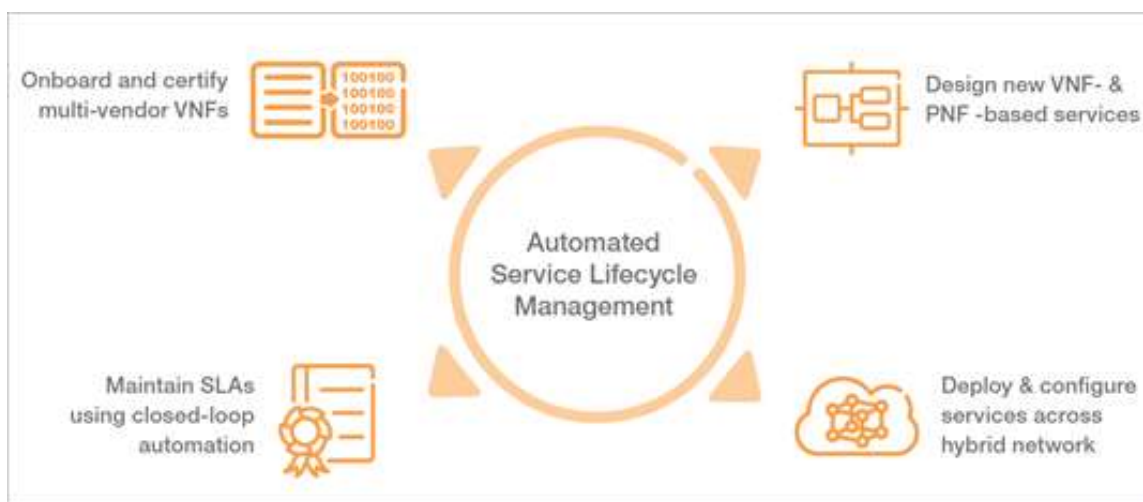 Onboard and certify
multi-vendor VNFs
100100
100100
100100
100100
Design new VNF- &
PNF -based services
Automated
Service Lifecycle
Management
Maintain SLAs
using closed-loop
automation
Deploy & configure
services across
hybrid network